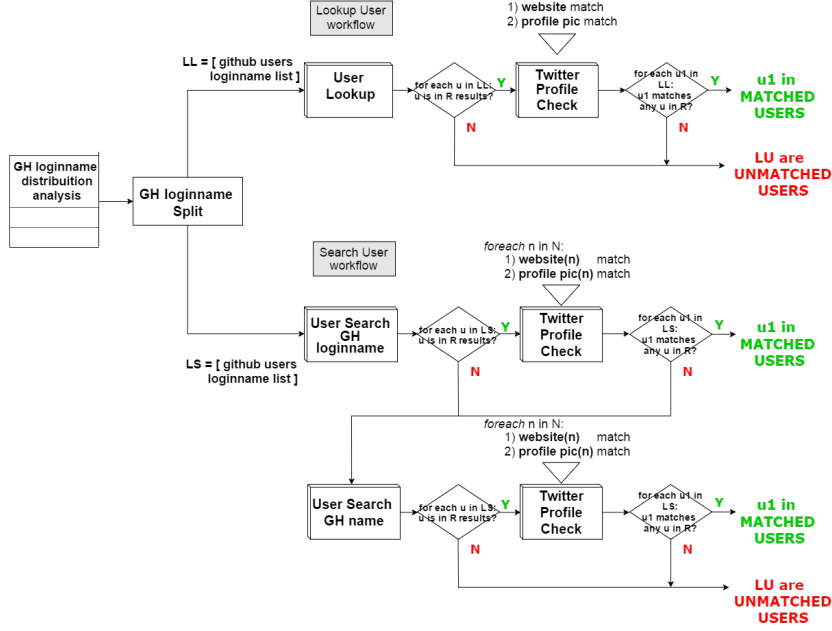 Lookup User
workflow
1) website match
2) profile pic match
LL = [ github users
loginname list ]
User
Lookup
for each u in LL:
u is in R results?
Y
N
Twitter
Profile
Check
for each u1 in
LL:
u1 matches
any u in R?
Y
N
u1 in
MATCHED
USERS
LU are
UNMATCHED
USERS
GH loginname
distribuition
analysis
GH loginname
Split
Search User
workflow
foreach n in N:
1) website(n) match
2) profile pic(n) match
LS = [ github users
loginname list ]
User Search
GH
loginname
for each u in LS:
u is in R results?
Y
N
Twitter
Profile
Check
for each u1 in
LS:
u1 matches
any u in R?
Y
N
u1 in
MATCHED
USERS
foreach n in N:
1) website(n) match
2) profile pic(n) match
User Search
GH name
for each u in LS:
u is in R results?
Y
N
Twitter
Profile
Check
for each u1 in
LS:
u1 matches
any u in R?
Y
N
u1 in
MATCHED
USERS
LU are
UNMATCHED
USERS